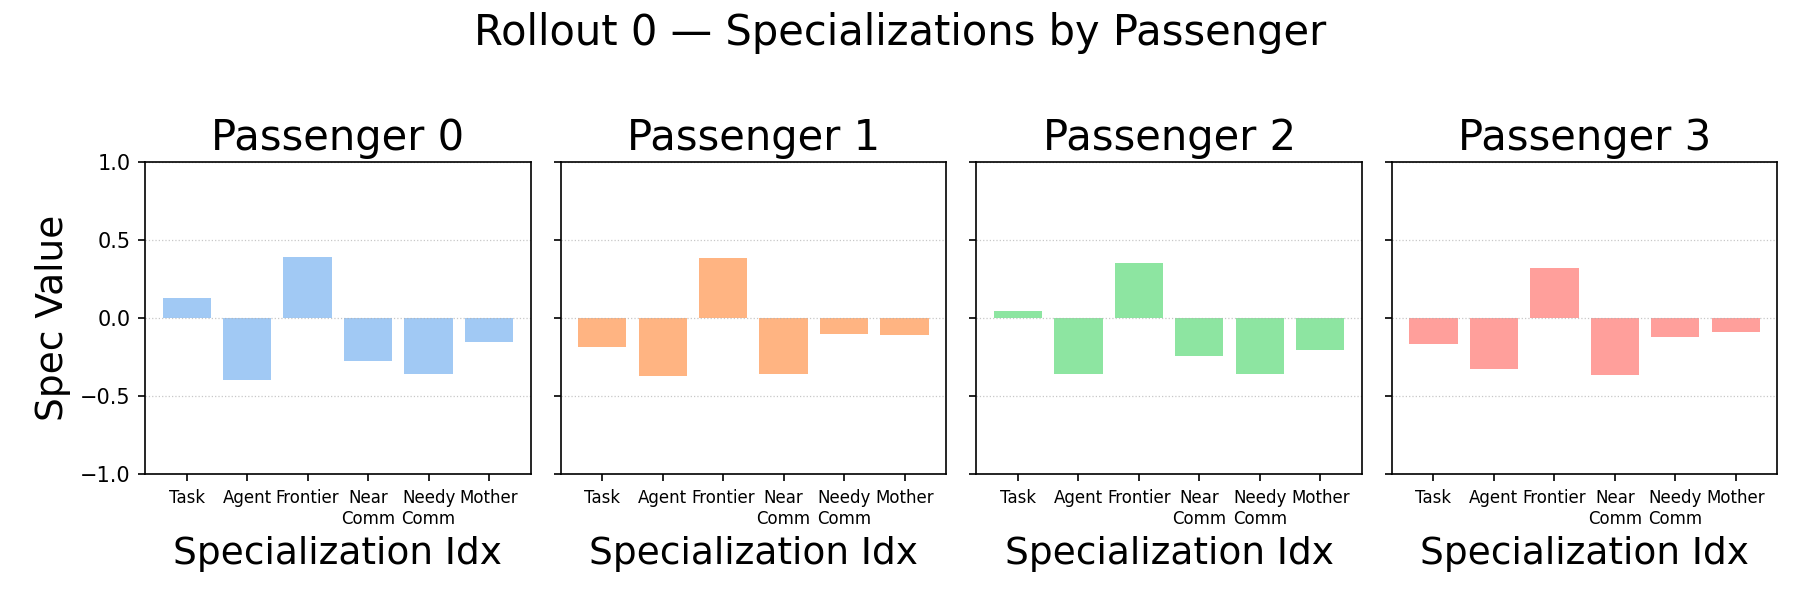 Rollout 0 — Specializations by Passenger
Passenger 0
Passenger 1
Passenger 2
Passenger 3
Spec Value
1.0
0.5
0.0
−0.5
−1.0
Task Agent Frontier Near Comm Needy Comm Mother
Task Agent Frontier Near Comm Needy Comm Mother
Task Agent Frontier Near Comm Needy Comm Mother
Task Agent Frontier Near Comm Needy Comm Mother
Specialization Idx
Specialization Idx
Specialization Idx
Specialization Idx